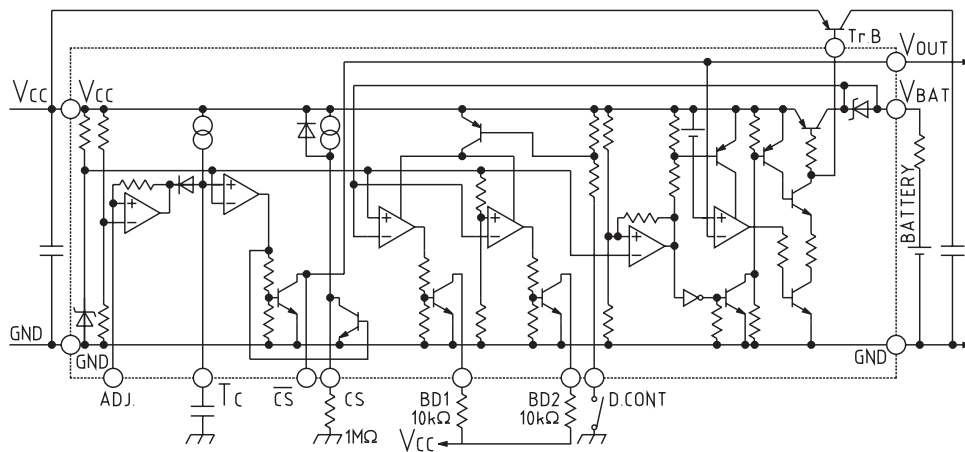 Tr.B
VOUT
VCC
VCC
VBAT
+
−
+
−
+
−
+
−
+
−
+
−
BATTERY
GND
GND
GND
ADJ.
TC
CS
CS
BD1
BD2
D.CONT
10kΩ
10kΩ
1MΩ
VCC